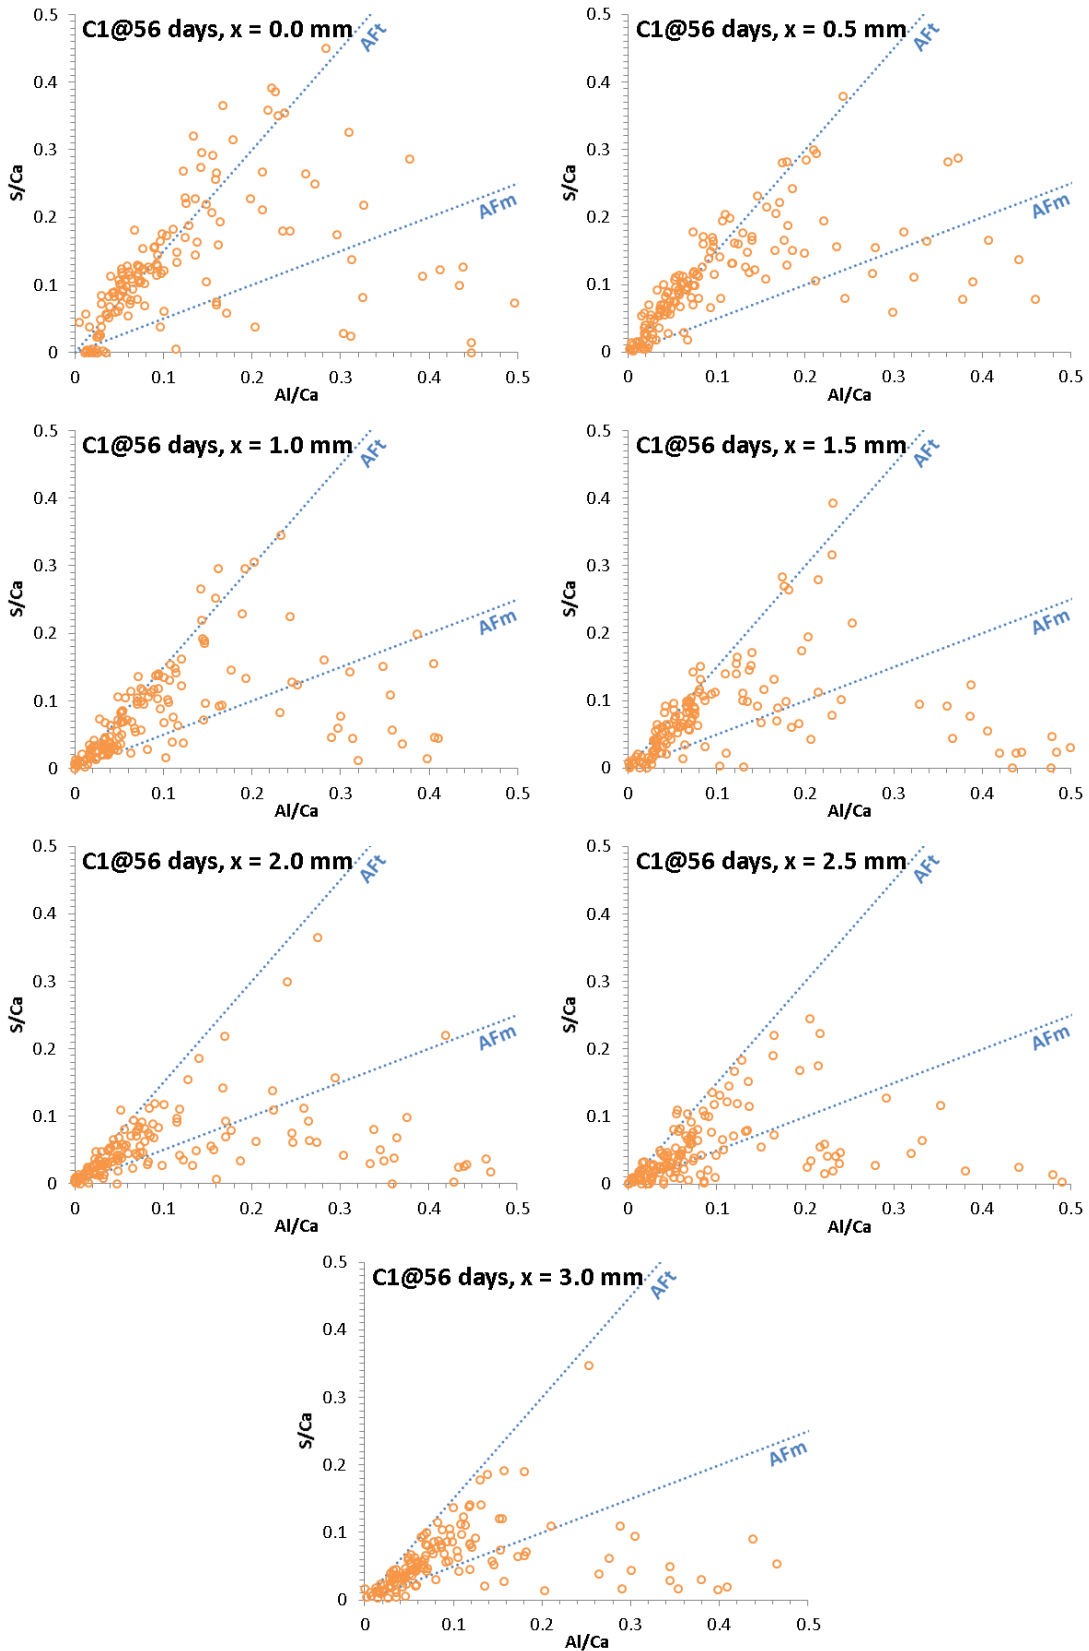 C1@56 days, x = 0.0 mm
AFt
AFm
S/Ca
0.5
0.4
0.3
0.2
0.1
0
0 0.1 0.2 0.3 0.4 0.5
Al/Ca
C1@56 days, x = 0.5 mm
AFt
AFm
S/Ca
0.5
0.4
0.3
0.2
0.1
0
0 0.1 0.2 0.3 0.4 0.5
Al/Ca
C1@56 days, x = 1.0 mm
AFt
AFm
S/Ca
0.5
0.4
0.3
0.2
0.1
0
0 0.1 0.2 0.3 0.4 0.5
Al/Ca
C1@56 days, x = 1.5 mm
AFt
AFm
S/Ca
0.5
0.4
0.3
0.2
0.1
0
0 0.1 0.2 0.3 0.4 0.5
Al/Ca
C1@56 days, x = 2.0 mm
AFt
AFm
S/Ca
0.5
0.4
0.3
0.2
0.1
0
0 0.1 0.2 0.3 0.4 0.5
Al/Ca
C1@56 days, x = 2.5 mm
AFt
AFm
S/Ca
0.5
0.4
0.3
0.2
0.1
0
0 0.1 0.2 0.3 0.4 0.5
Al/Ca
C1@56 days, x = 3.0 mm
AFt
AFm
S/Ca
0.5
0.4
0.3
0.2
0.1
0
0 0.1 0.2 0.3 0.4 0.5
Al/Ca